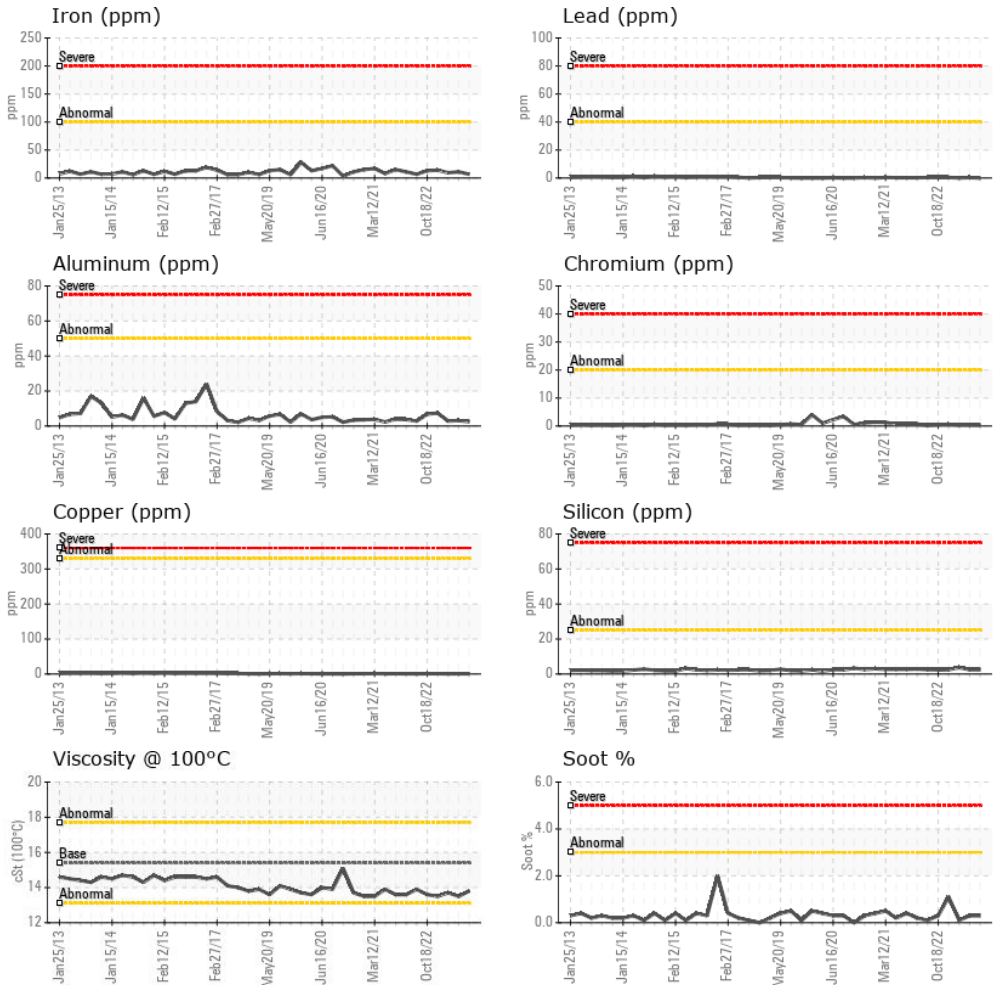 Iron (ppm)
250
200
150
100
50
0
ppm
Severe
Abnormal
Jan25/13
Jan15/14
Feb12/15
Feb27/17
May20/19
Jun16/20
Mar12/21
Oct18/22
Lead (ppm)
100
80
60
40
20
0
ppm
Severe
Abnormal
Jan25/13
Jan15/14
Feb12/15
Feb27/17
May20/19
Jun16/20
Mar12/21
Oct18/22
Aluminum (ppm)
80
60
40
20
0
ppm
Severe
Abnormal
Jan25/13
Jan15/14
Feb12/15
Feb27/17
May20/19
Jun16/20
Mar12/21
Oct18/22
Chromium (ppm)
50
40
30
20
10
0
ppm
Severe
Abnormal
Jan25/13
Jan15/14
Feb12/15
Feb27/17
May20/19
Jun16/20
Mar12/21
Oct18/22
Copper (ppm)
400
300
200
100
0
ppm
Severe
Abnormal
Jan25/13
Jan15/14
Feb12/15
Feb27/17
May20/19
Jun16/20
Mar12/21
Oct18/22
Silicon (ppm)
80
60
40
20
0
ppm
Severe
Abnormal
Jan25/13
Jan15/14
Feb12/15
Feb27/17
May20/19
Jun16/20
Mar12/21
Oct18/22
Viscosity @ 100°C
20
18
16
14
12
cSt (100°C)
Abnormal
Base
Abnormal
Jan25/13
Jan15/14
Feb12/15
Feb27/17
May20/19
Jun16/20
Mar12/21
Oct18/22
Soot %
6.0
4.0
2.0
0.0
Soot %
Severe
Abnormal
Jan25/13
Jan15/14
Feb12/15
Feb27/17
May20/19
Jun16/20
Mar12/21
Oct18/22